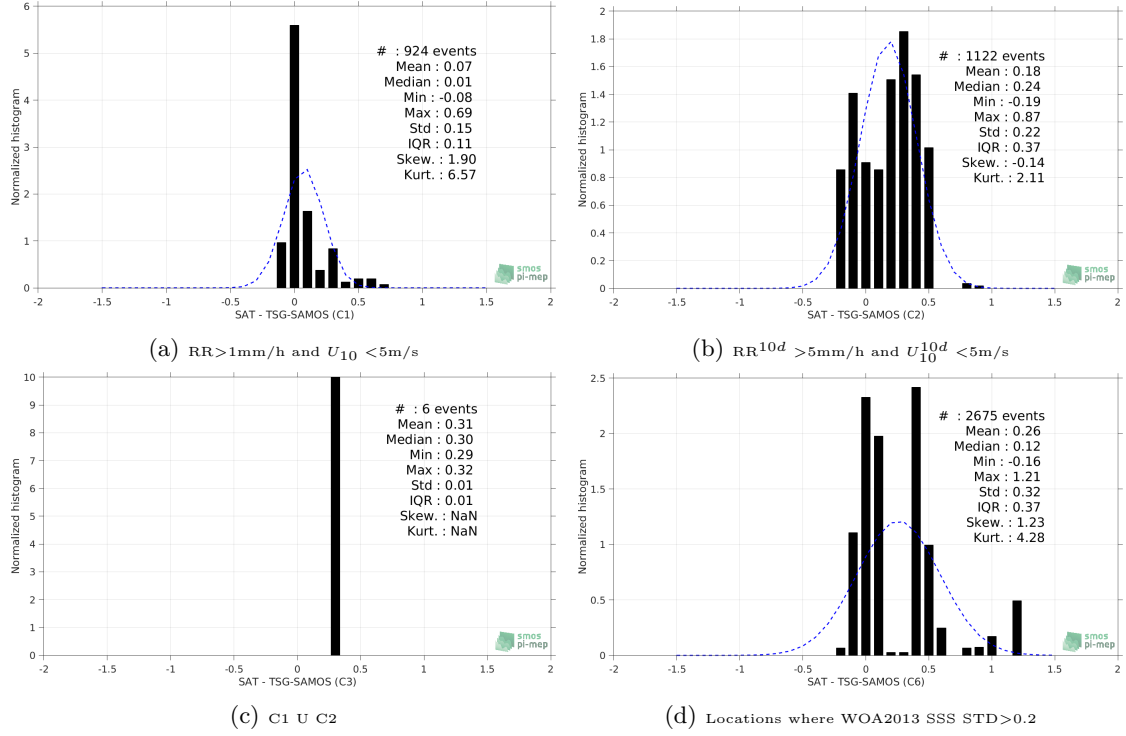 6
5
4
3
2
1
0
-2
-1.5
-1
-0.5
0
0.5
1
1.5
2
Normalized histogram
SAT - TSG-SAMOS (C1)
# : 924 events
Mean : 0.07
Median : 0.01
Min : -0.08
Max : 0.69
Std : 0.15
IQR : 0.11
Skew. : 1.90
Kurt. : 6.57
smos
pi-mep
(a) RR>1mm/h and U10 <5m/s
2
1.8
1.6
1.4
1.2
1
0.8
0.6
0.4
0.2
0
-2
-1.5
-1
-0.5
0
0.5
1
1.5
2
Normalized histogram
SAT - TSG-SAMOS (C2)
# : 1122 events
Mean : 0.18
Median : 0.24
Min : -0.19
Max : 0.87
Std : 0.22
IQR : 0.37
Skew. : -0.14
Kurt. : 2.11
smos
pi-mep
(b) RR^10d >5mm/h and U10^10d <5m/s
10
9
8
7
6
5
4
3
2
1
0
-2
-1.5
-1
-0.5
0
0.5
1
1.5
2
Normalized histogram
SAT - TSG-SAMOS (C3)
# : 6 events
Mean : 0.31
Median : 0.30
Min : 0.29
Max : 0.32
Std : 0.01
IQR : 0.01
Skew. : NaN
Kurt. : NaN
smos
pi-mep
(c) C1 U C2
2.5
2
1.5
1
0.5
0
-2
-1.5
-1
-0.5
0
0.5
1
1.5
2
Normalized histogram
SAT - TSG-SAMOS (C6)
# : 2675 events
Mean : 0.26
Median : 0.12
Min : -0.16
Max : 1.21
Std : 0.32
IQR : 0.37
Skew. : 1.23
Kurt. : 4.28
smos
pi-mep
(d) Locations where WOA2013 SSS STD>0.2